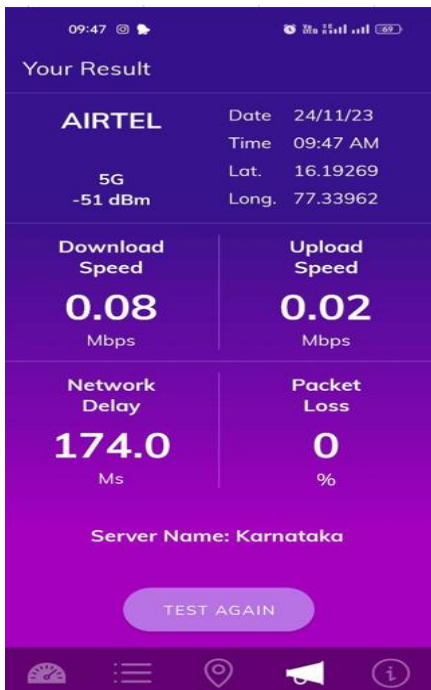 09:47
69
Your Result
AIRTEL
5G
-51 dBm
Date 24/11/23
Time 09:47 AM
Lat. 16.19269
Long. 77.33962
Download
Speed
0.08
Mbps
Upload
Speed
0.02
Mbps
Network
Delay
174.0
Ms
Packet
Loss
0
%
Server Name: Karnataka
TEST AGAIN